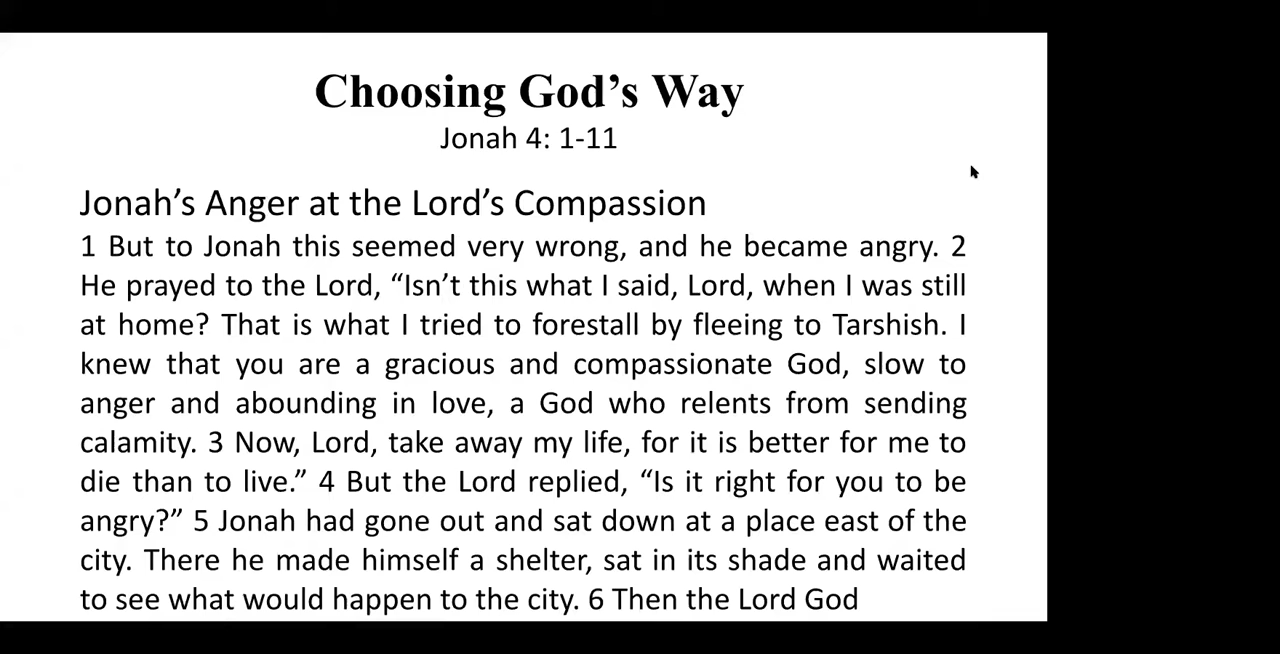 Choosing God’s Way
Jonah 4: 1-11
Jonah’s Anger at the Lord’s Compassion
1 But to Jonah this seemed very wrong, and he became angry. 2
He prayed to the Lord, “Isn’t this what I said, Lord, when I was still
at home? That is what I tried to forestall by fleeing to Tarshish. I
knew that you are a gracious and compassionate God, slow to
anger and abounding in love, a God who relents from sending
calamity. 3 Now, Lord, take away my life, for it is better for me to
die than to live.” 4 But the Lord replied, “Is it right for you to be
angry?” 5 Jonah had gone out and sat down at a place east of the
city. There he made himself a shelter, sat in its shade and waited
to see what would happen to the city. 6 Then the Lord God